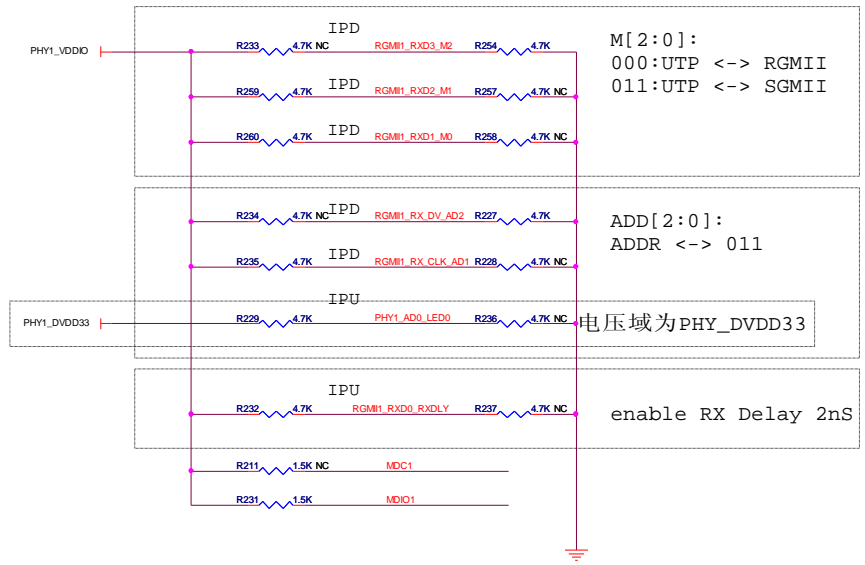 IPD
PHY1_VDDIO R233 4.7K NC RGMII1_RXD3_M2 R254 4.7K
M[2:0]:
000:UTP <-> RGMII
011:UTP <-> SGMII
IPD
R259 4.7K RGMII1_RXD2_M1 R257 4.7K NC
IPD
R260 4.7K RGMII1_RXD1_M0 R258 4.7K NC
IPD
R234 4.7K NC RGMII1_RX_DV_AD2 R227 4.7K
ADD[2:0]:
ADDR <-> 011
IPD
R235 4.7K RGMII1_RX_CLK_AD1 R228 4.7K NC
IPU
PHY1_DVDD33 R229 4.7K PHY1_AD0_LED0 R236 4.7K NC 电压域为PHY_DVDD33
IPU
R232 4.7K RGMII1_RXD0_RXDLY R237 4.7K NC enable RX Delay 2nS
R211 1.5K NC MDC1
R231 1.5K MDIO1